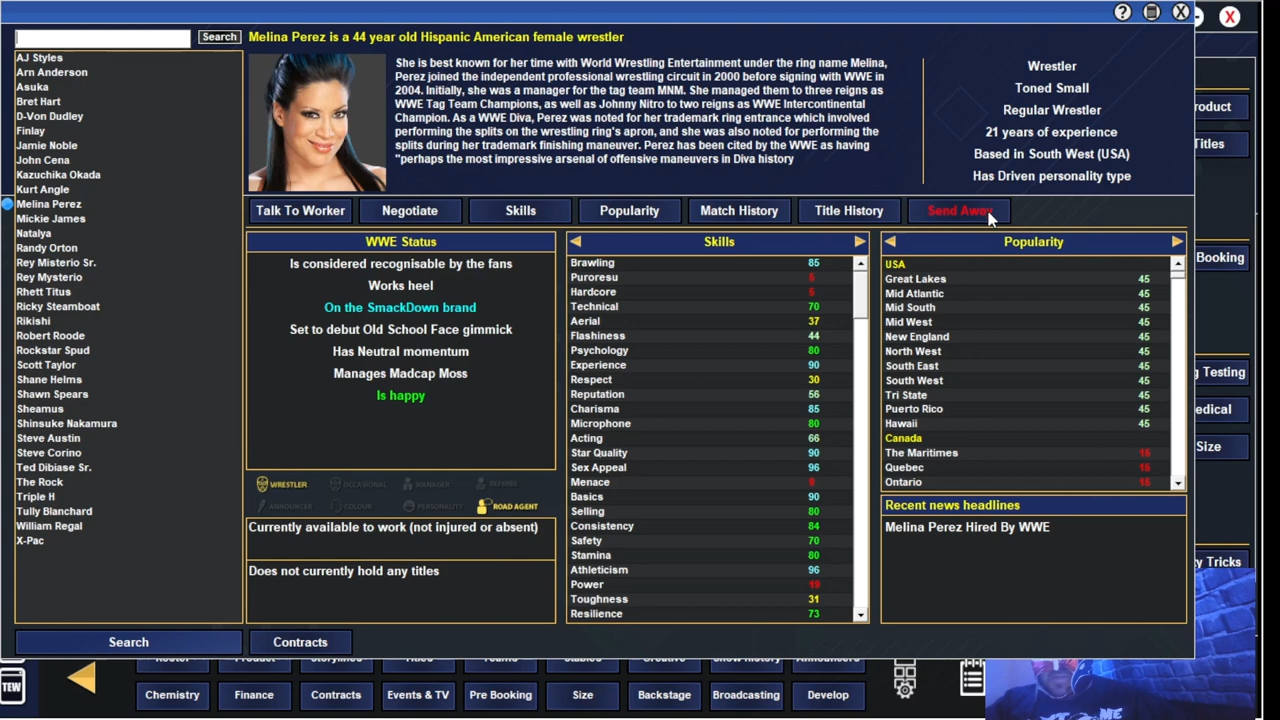 Search
Melina Perez is a 44 year old Hispanic American female wrestler
AJ Styles
Arn Anderson
Asuka
Bret Hart
D-Von Dudley
Finlay
Jamie Noble
John Cena
Kazuchika Okada
Kurt Angle
Melina Perez
Mickie James
Natalya
Randy Orton
Rey Misterio Sr.
Rey Mysterio
Rhett Titus
Ricky Steamboat
Rikishi
Robert Roode
Rockstar Spud
Scott Taylor
Shane Helms
Shawn Spears
Sheamus
Shinsuke Nakamura
Steve Austin
Steve Corino
Ted Dibiase Sr.
The Rock
Triple H
Tully Blanchard
William Regal
X-Pac
She is best known for her time with World Wrestling Entertainment under the ring name Melina,
Perez joined the independent professional wrestling circuit in 2000 before signing with WWE in
2004. Initially, she was a manager for the tag team MNM. She managed them to three reigns as
WWE Tag Team Champions, as well as Johnny Nitro to two reigns as WWE Intercontinental
Champion. As a WWE Diva, Perez was noted for her trademark ring entrance which involved
performing the splits on the wrestling ring's apron, and she was also noted for performing the
splits during her trademark finishing maneuver. Perez has been cited by the WWE as having
"perhaps the most impressive arsenal of offensive maneuvers in Diva history
Wrestler
Toned Small
Regular Wrestler
21 years of experience
Based in South West (USA)
Has Driven personality type
Talk To Worker
Negotiate
Skills
Popularity
Match History
Title History
Send Away
WWE Status
Is considered recognisable by the fans
Works heel
On the SmackDown brand
Set to debut Old School Face gimmick
Has Neutral momentum
Manages Madcap Moss
Is happy
WRESTLER OCCASIONAL MANAGER REFEREE
ANNOUNCER COLOUR PERSONALITY ROAD AGENT
Currently available to work (not injured or absent)
Does not currently hold any titles
Skills
Brawling 85
Puroresu 5
Hardcore 5
Technical 70
Aerial 37
Flashiness 44
Psychology 80
Experience 90
Respect 30
Reputation 56
Charisma 85
Microphone 80
Acting 66
Star Quality 90
Sex Appeal 96
Menace 9
Basics 90
Selling 80
Consistency 84
Safety 70
Stamina 80
Athleticism 96
Power 19
Toughness 31
Resilience 73
Popularity
USA
Great Lakes 45
Mid Atlantic 45
Mid South 45
Mid West 45
New England 45
North West 45
South East 45
South West 45
Tri State 45
Puerto Rico 45
Hawaii 45
Canada
The Maritimes 15
Quebec 15
Ontario 15
Recent news headlines
Melina Perez Hired By WWE
Search
Contracts
oduct
Titles
Booking
g Testing
edical
Size
ty Tricks
TEW
Roster
Product
Storylines
Titles
Teams
Stables
Creative
Show History
Announcers
Chemistry
Finance
Contracts
Events & TV
Pre Booking
Size
Backstage
Broadcasting
Develop
ME